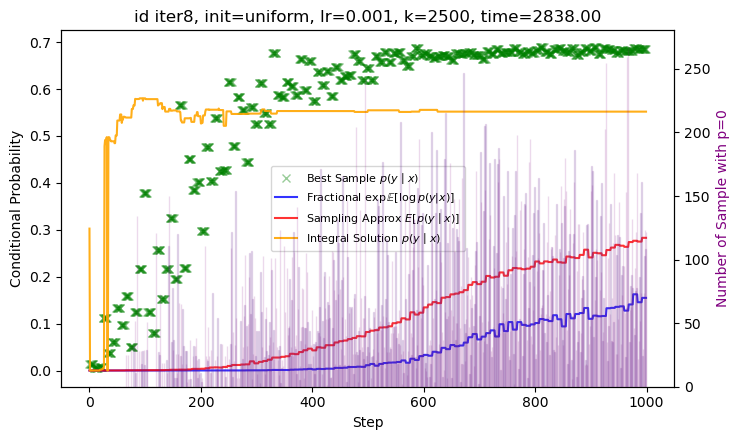 id iter8, init=uniform, lr=0.001, k=2500, time=2838.00
Conditional Probability
0.7
0.6
0.5
0.4
0.3
0.2
0.1
0.0
Best Sample p(y | x)
Fractional exp𝔼[log p(y|x)]
Sampling Approx E[p(y | x)]
Integral Solution p(y | x)
250
200
150
100
50
0
Number of Sample with p=0
0 200 400 600 800 1000
Step